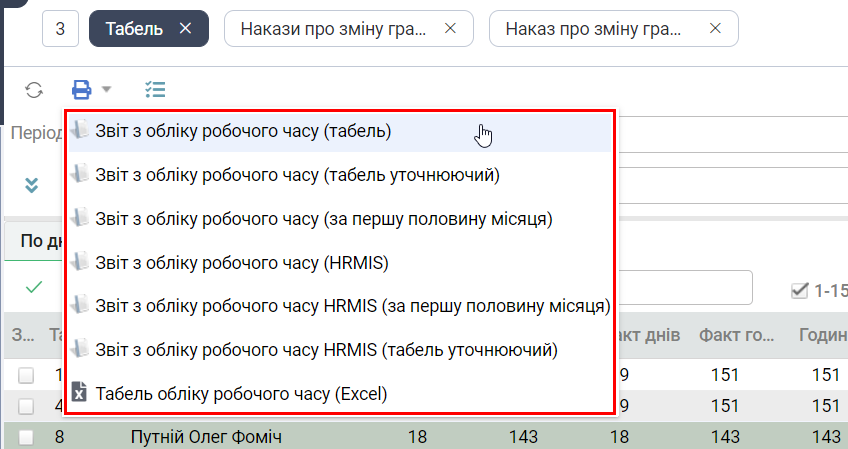 3 Табель Накази про зміну гра... Наказ про зміну гра...
Період
Звіт з обліку робочого часу (табель)
Звіт з обліку робочого часу (табель уточнюючий)
Звіт з обліку робочого часу (за першу половину місяця)
По дн
Звіт з обліку робочого часу (HRMIS)
1-15
Звіт з обліку робочого часу HRMIS (за першу половину місяця)
З... Та акт днів Факт го... Годин
Звіт з обліку робочого часу HRMIS (табель уточнюючий)
1 9 151 151
Табель обліку робочого часу (Excel)
4 9 151 151
8 Путній Олег Фоміч 18 143 18 143 143